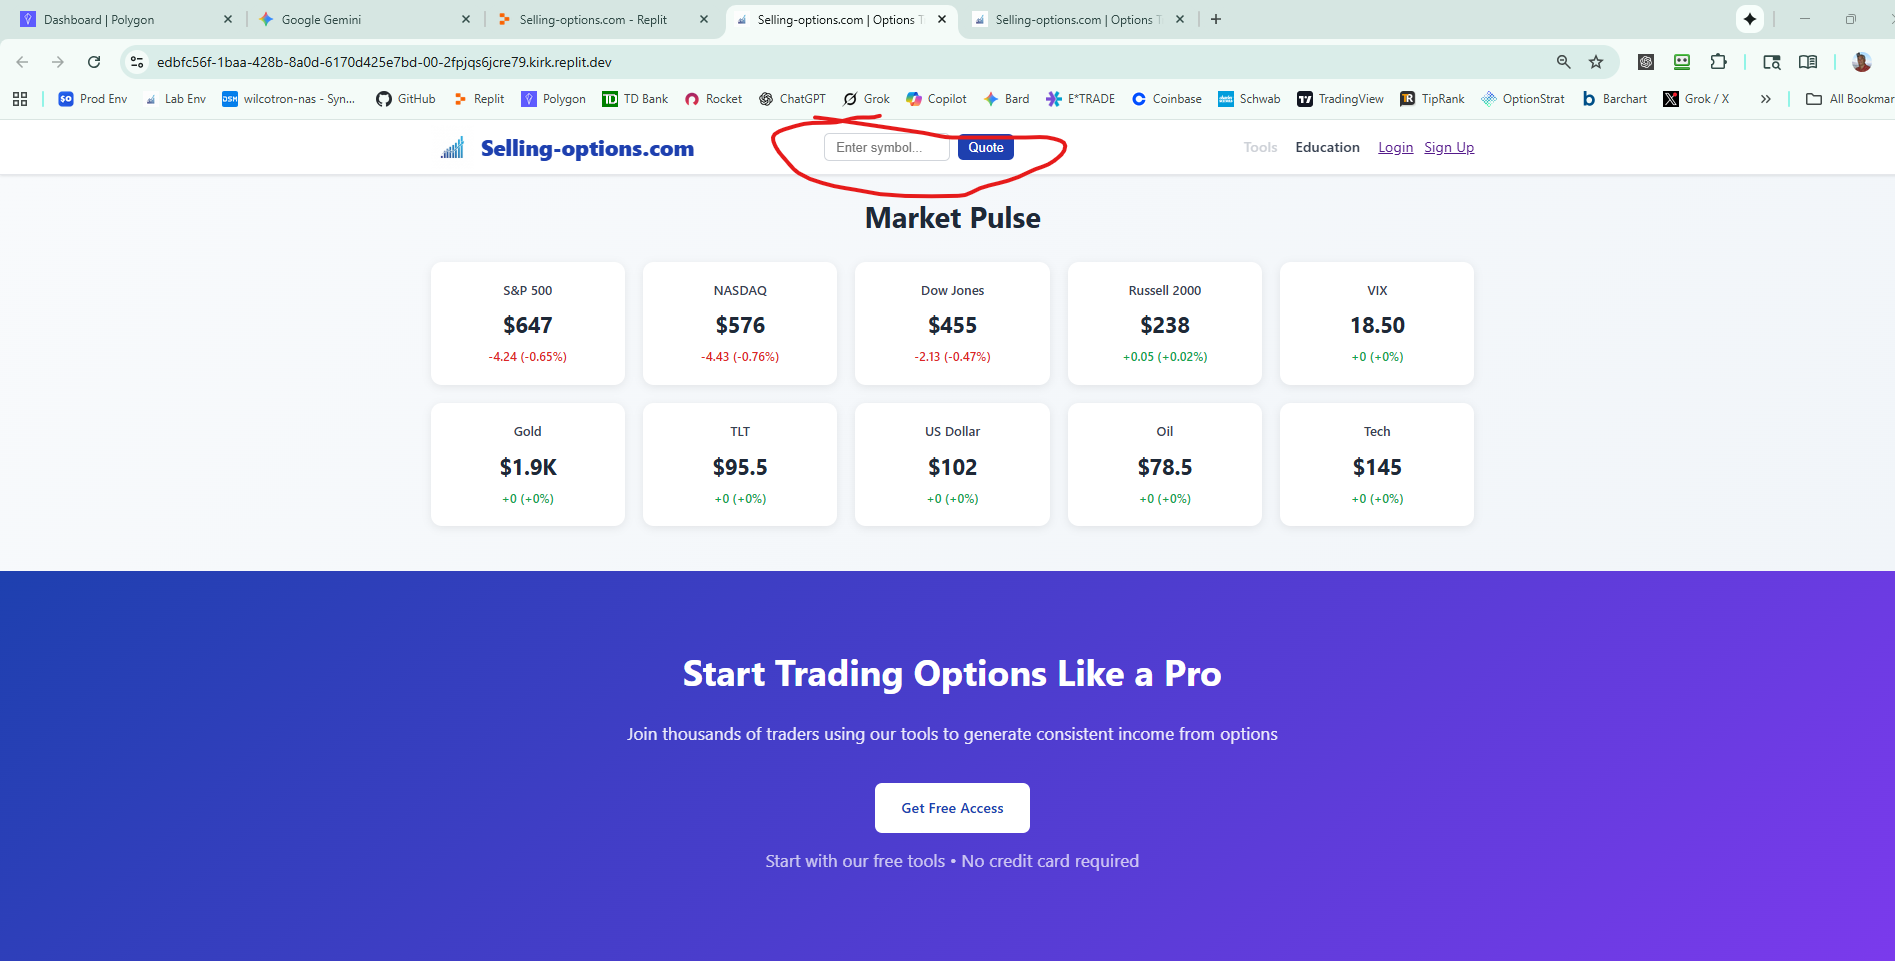 Dashboard | Polygon
Google Gemini
Selling-options.com - Replit
Selling-options.com | Options T
Selling-options.com | Options T
edbfc56f-1baa-428b-8a0d-6170d425e7bd-00-2fpjqs6jcre79.kirk.replit.dev
Prod Env Lab Env wilcotron-nas - Syn... GitHub Replit Polygon TD Bank Rocket ChatGPT Grok Copilot Bard E*TRADE Coinbase Schwab TradingView TipRank OptionStrat Barchart Grok / X » All Bookmar
Selling-options.com Enter symbol... Quote Tools Education Login Sign Up
Market Pulse
S&P 500
$647
-4.24 (-0.65%)
NASDAQ
$576
-4.43 (-0.76%)
Dow Jones
$455
-2.13 (-0.47%)
Russell 2000
$238
+0.05 (+0.02%)
VIX
18.50
+0 (+0%)
Gold
$1.9K
+0 (+0%)
TLT
$95.5
+0 (+0%)
US Dollar
$102
+0 (+0%)
Oil
$78.5
+0 (+0%)
Tech
$145
+0 (+0%)
Start Trading Options Like a Pro
Join thousands of traders using our tools to generate consistent income from options
Get Free Access
Start with our free tools • No credit card required